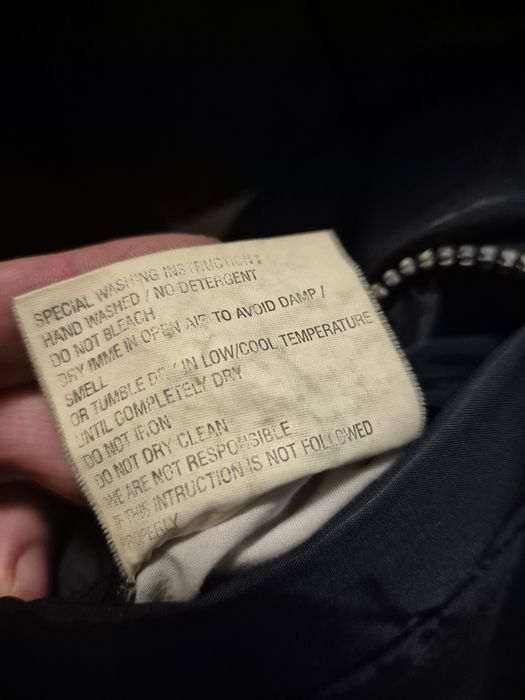 SPECIAL WASHING INSTRUCTION:
HAND WASHED / NO DETERGENT
DO NOT BLEACH
DRY IMME IN OPEN AIR TO AVOID DAMP /
SMELL
OR TUMBLE DRY IN LOW/COOL TEMPERATURE
UNTIL COMPLETELY DRY
DO NOT IRON
DO NOT DRY CLEAN
WE ARE NOT RESPONSIBLE
IF THIS INTRUCTION IS NOT FOLLOWED
PROPERLY